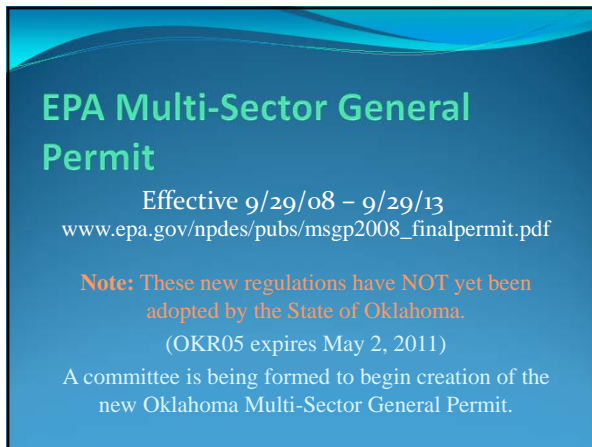 EPA Multi-Sector General
Permit
Effective 9/29/08 – 9/29/13
www.epa.gov/npdes/pubs/msgp2008_finalpermit.pdf
Note: These new regulations have NOT yet been
adopted by the State of Oklahoma.
(OKR05 expires May 2, 2011)
A committee is being formed to begin creation of the
new Oklahoma Multi-Sector General Permit.